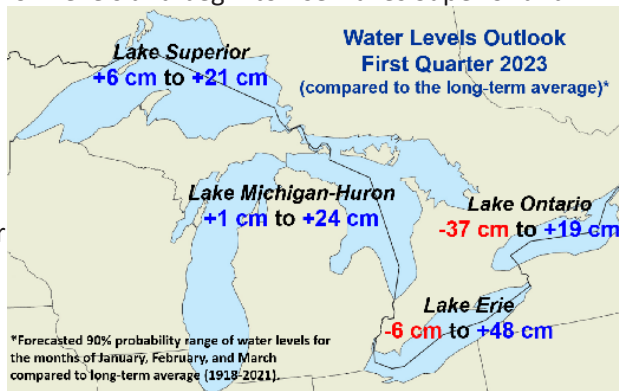 Lake Superior
+6 cm to +21 cm
Water Levels Outlook
First Quarter 2023
(compared to the long-term average)*
Lake Michigan-Huron
+1 cm to +24 cm
Lake Ontario
-37 cm to +19 cm
Lake Erie
-6 cm to +48 cm
*Forecasted 90% probability range of water levels for
the months of January, February, and March
compared to long-term average (1918-2021).